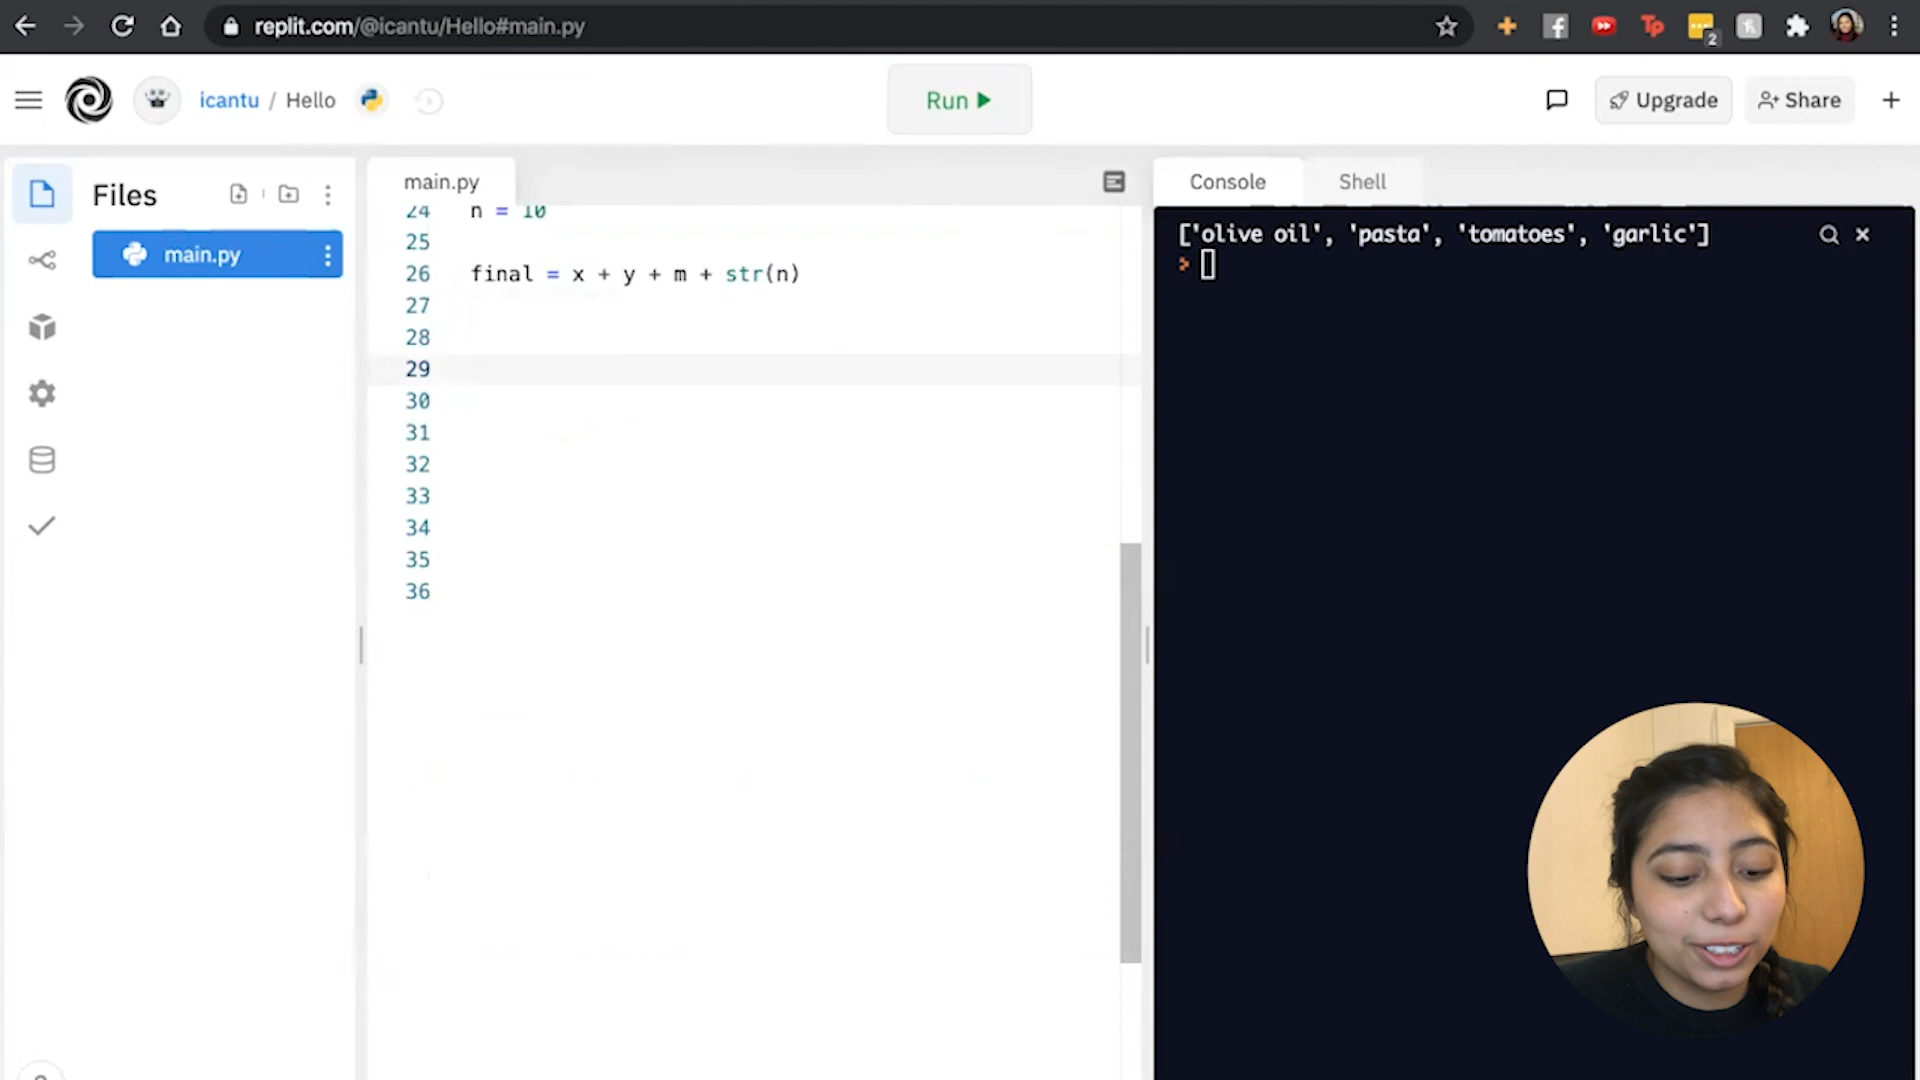 replit.com/@icantu/Hello#main.py
Tp
2
icantu / Hello
Run
Upgrade
Share
Files
main.py
main.py
24 n = 10
25
26 final = x + y + m + str(n)
27
28
29
30
31
32
33
34
35
36
Console
Shell
['olive oil', 'pasta', 'tomatoes', 'garlic']
>